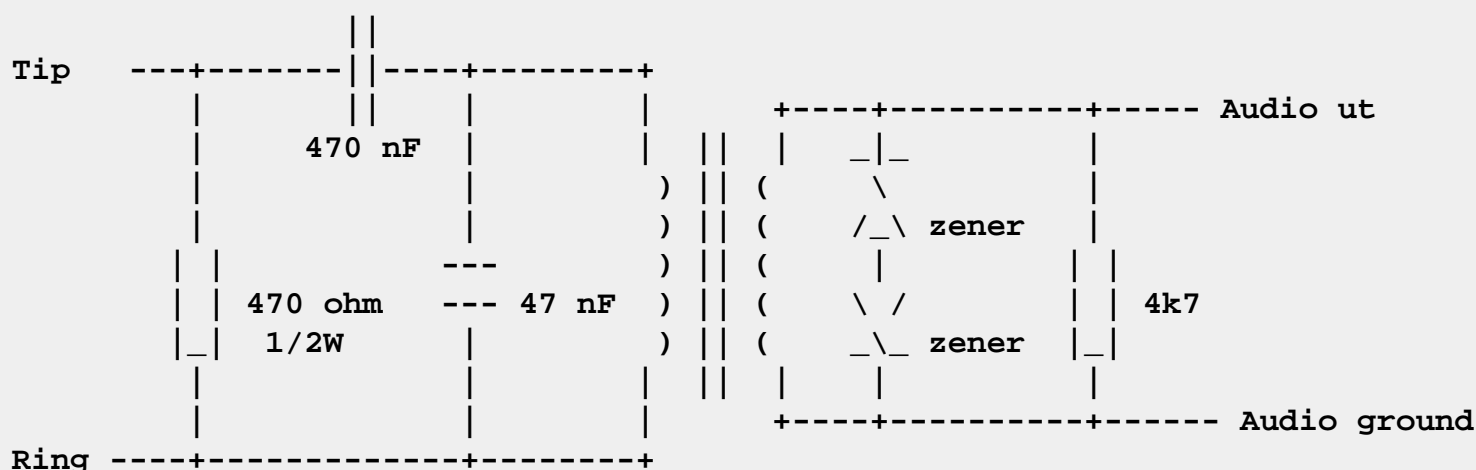 Tip
Audio ut
470 nF
zener
470 ohm
47 nF
4k7
1/2W
zener
Audio ground
Ring